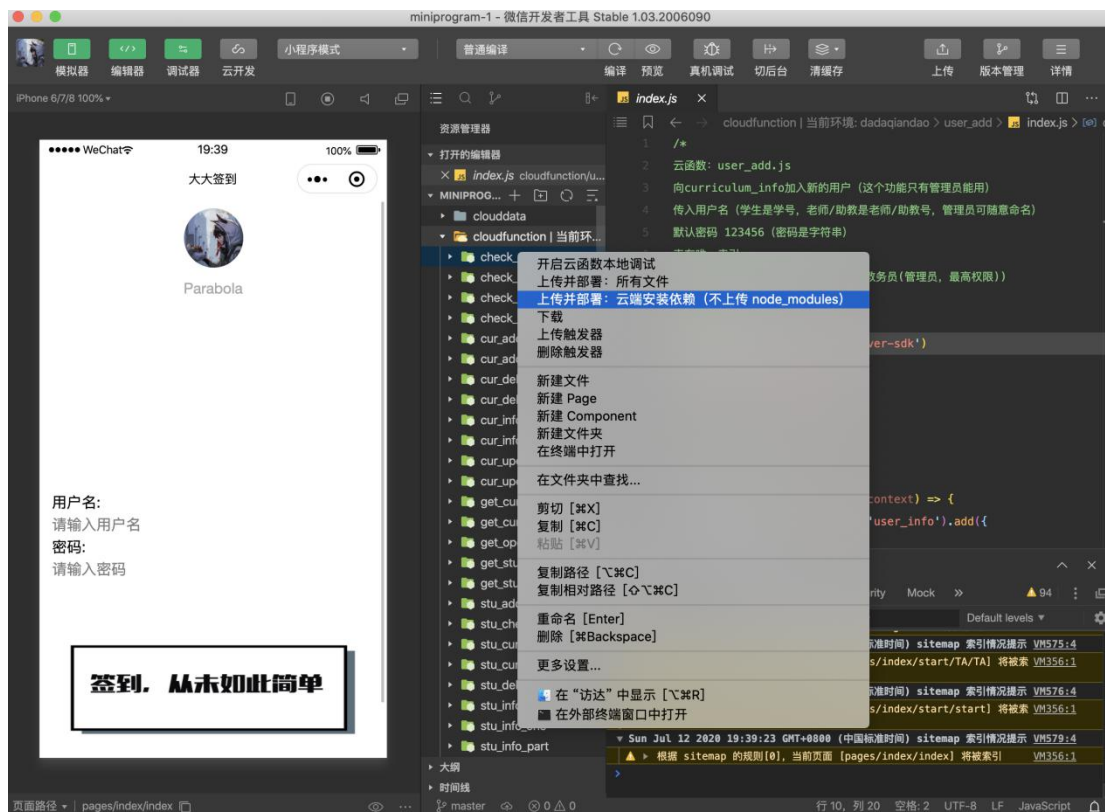 miniprogram-1 - 微信开发者工具 Stable 1.03.2006090
模拟器 编辑器 调试器 云开发 小程序模式 普通编译 编译 预览 真机调试 切后台 清缓存 上传 版本管理 详情
iPhone 6/7/8 100%
WeChat 19:39 100%
大大签到
Parabola
用户名:
请输入用户名
密码:
请输入密码
签到，从未如此简单
页面路径 pages/index/index
资源管理器
打开的编辑器
index.js cloudfunction/u...
MINIPROG...
clouddata
cloudfunction | 当前环...
check_
check_
check_
check_
cur_ad
cur_ad
cur_del
cur_del
cur_inf
cur_inf
cur_up
cur_up
get_cu
get_cu
get_op
get_stu
get_stu
stu_ad
stu_che
stu_cur
stu_cur
stu_del
stu_info
stu_info_one
stu_info_part
大纲
时间线
master 0 0
开启云函数本地调试
上传并部署：所有文件
上传并部署：云端安装依赖（不上传 node_modules）
下载
上传触发器
删除触发器
新建文件
新建 Page
新建 Component
新建文件夹
在终端中打开
在文件夹中查找...
剪切 [⌘X]
复制 [⌘C]
粘贴 [⌘V]
复制路径 [⌥⌘C]
复制相对路径 [⇧⌥⌘C]
重命名 [Enter]
删除 [⌘Backspace]
更多设置...
在“访达”中显示 [⌥⌘R]
在外部终端窗口中打开
index.js
cloudfunction | 当前环境: dadaqiandao > user_add > index.js >
1 /*
2 云函数: user_add.js
3 向curriculum_info加入新的用户（这个功能只有管理员能用）
4 传入用户名（学生是学号，老师/助教是老师/助教号，管理员可随意命名）
5 默认密码 123456（密码是字符串）
教务员(管理员，最高权限))
ver-sdk')
context) => {
'user_info').add({
rity Mock 94
Default levels
标准时间) sitemap 索引情况提示 VM575:4
s/index/start/TA/TA] 将被索 VM356:1
标准时间) sitemap 索引情况提示 VM576:4
s/index/start/start] 将被索 VM356:1
Sun Jul 12 2020 19:39:23 GMT+0800 (中国标准时间) sitemap 索引情况提示 VM579:4
根据 sitemap 的规则[0]，当前页面 [pages/index/index] 将被索引 VM356:1
行 10，列 20 空格: 2 UTF-8 LF JavaScript